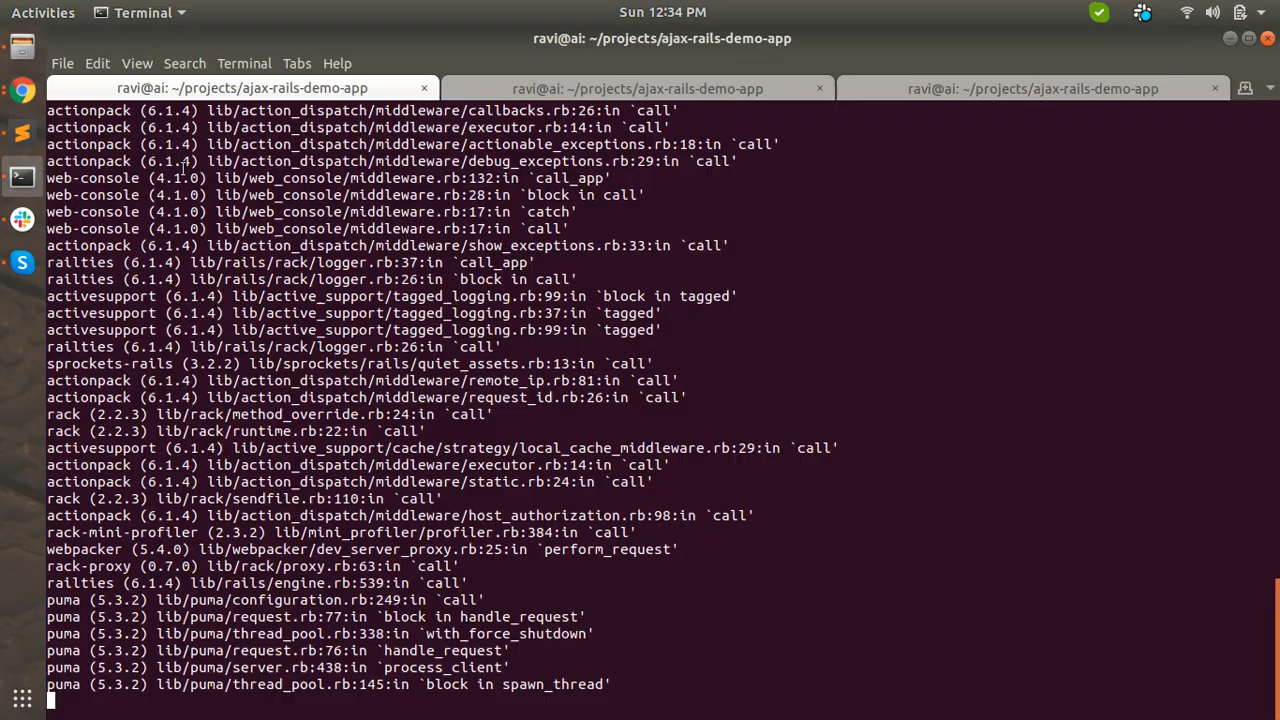 Activities
Terminal
Sun 12:34 PM
ravi@ai: ~/projects/ajax-rails-demo-app
File Edit View Search Terminal Tabs Help
ravi@ai: ~/projects/ajax-rails-demo-app × ravi@ai: ~/projects/ajax-rails-demo-app × ravi@ai: ~/projects/ajax-rails-demo-app ×
actionpack (6.1.4) lib/action_dispatch/middleware/callbacks.rb:26:in `call'
actionpack (6.1.4) lib/action_dispatch/middleware/executor.rb:14:in `call'
actionpack (6.1.4) lib/action_dispatch/middleware/actionable_exceptions.rb:18:in `call'
actionpack (6.1.4) lib/action_dispatch/middleware/debug_exceptions.rb:29:in `call'
web-console (4.1.0) lib/web_console/middleware.rb:132:in `call_app'
web-console (4.1.0) lib/web_console/middleware.rb:28:in `block in call'
web-console (4.1.0) lib/web_console/middleware.rb:17:in `catch'
web-console (4.1.0) lib/web_console/middleware.rb:17:in `call'
actionpack (6.1.4) lib/action_dispatch/middleware/show_exceptions.rb:33:in `call'
railties (6.1.4) lib/rails/rack/logger.rb:37:in `call_app'
railties (6.1.4) lib/rails/rack/logger.rb:26:in `block in call'
activesupport (6.1.4) lib/active_support/tagged_logging.rb:99:in `block in tagged'
activesupport (6.1.4) lib/active_support/tagged_logging.rb:37:in `tagged'
activesupport (6.1.4) lib/active_support/tagged_logging.rb:99:in `tagged'
railties (6.1.4) lib/rails/rack/logger.rb:26:in `call'
sprockets-rails (3.2.2) lib/sprockets/rails/quiet_assets.rb:13:in `call'
actionpack (6.1.4) lib/action_dispatch/middleware/remote_ip.rb:81:in `call'
actionpack (6.1.4) lib/action_dispatch/middleware/request_id.rb:26:in `call'
rack (2.2.3) lib/rack/method_override.rb:24:in `call'
rack (2.2.3) lib/rack/runtime.rb:22:in `call'
activesupport (6.1.4) lib/active_support/cache/strategy/local_cache_middleware.rb:29:in `call'
actionpack (6.1.4) lib/action_dispatch/middleware/executor.rb:14:in `call'
actionpack (6.1.4) lib/action_dispatch/middleware/static.rb:24:in `call'
rack (2.2.3) lib/rack/sendfile.rb:110:in `call'
actionpack (6.1.4) lib/action_dispatch/middleware/host_authorization.rb:98:in `call'
rack-mini-profiler (2.3.2) lib/mini_profiler/profiler.rb:384:in `call'
webpacker (5.4.0) lib/webpacker/dev_server_proxy.rb:25:in `perform_request'
rack-proxy (0.7.0) lib/rack/proxy.rb:63:in `call'
railties (6.1.4) lib/rails/engine.rb:539:in `call'
puma (5.3.2) lib/puma/configuration.rb:249:in `call'
puma (5.3.2) lib/puma/request.rb:77:in `block in handle_request'
puma (5.3.2) lib/puma/thread_pool.rb:338:in `with_force_shutdown'
puma (5.3.2) lib/puma/request.rb:76:in `handle_request'
puma (5.3.2) lib/puma/server.rb:438:in `process_client'
puma (5.3.2) lib/puma/thread_pool.rb:145:in `block in spawn_thread'